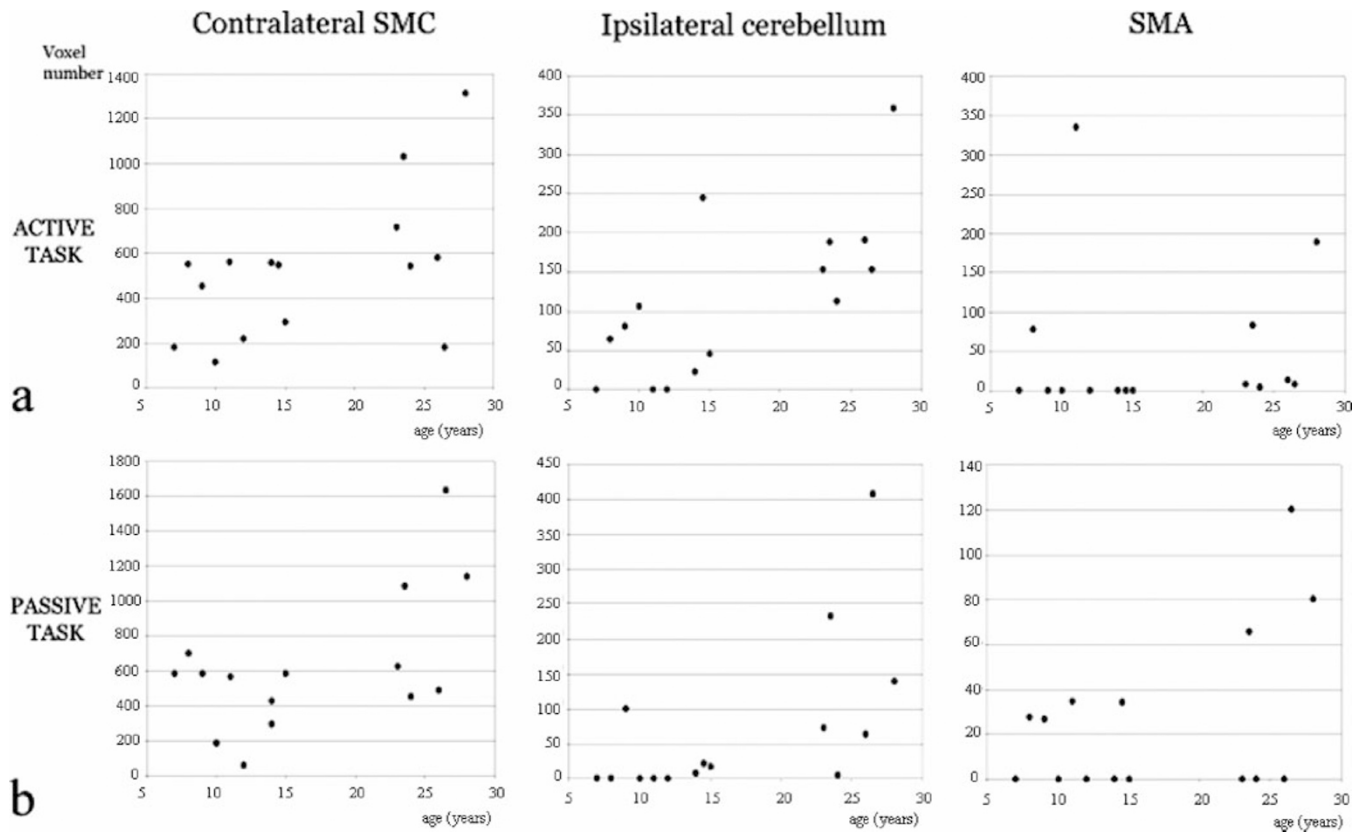 Contralateral SMC
Ipsilateral cerebellum
SMA
Voxel
number
1400
1200
1000
800
600
400
200
0
5 10 15 20 25 30
age (years)
400
350
300
250
200
150
100
50
0
5 10 15 20 25 30
age (years)
400
350
300
250
200
150
100
50
0
5 10 15 20 25 30
age (years)
ACTIVE
TASK
a
1800
1600
1400
1200
1000
800
600
400
200
0
5 10 15 20 25 30
age (years)
450
400
350
300
250
200
150
100
50
0
5 10 15 20 25 30
age (years)
140
120
100
80
60
40
20
0
5 10 15 20 25 30
age (years)
PASSIVE
TASK
b